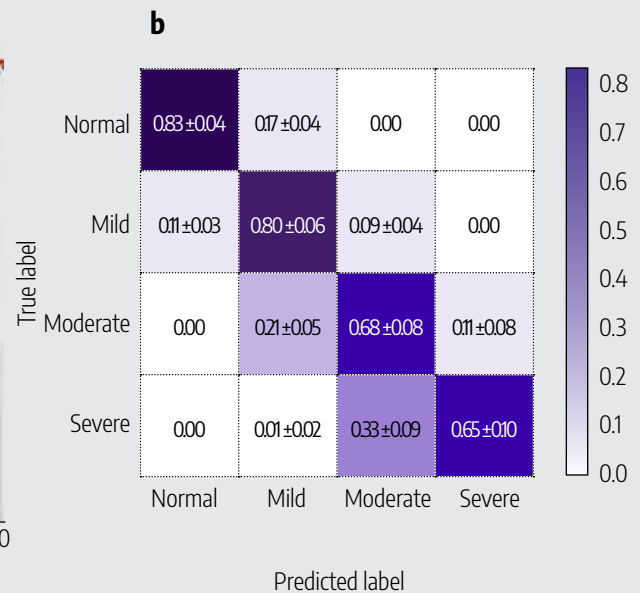 b
Normal 0.83 ±0.04 0.17 ±0.04 0.00 0.00
Mild 0.11 ±0.03 0.80 ±0.06 0.09 ±0.04 0.00
Moderate 0.00 0.21 ±0.05 0.68 ±0.08 0.11 ±0.08
Severe 0.00 0.01 ±0.02 0.33 ±0.09 0.65 ±0.10
Normal Mild Moderate Severe
True label
Predicted label
0.8
0.7
0.6
0.5
0.4
0.3
0.2
0.1
0.0
0